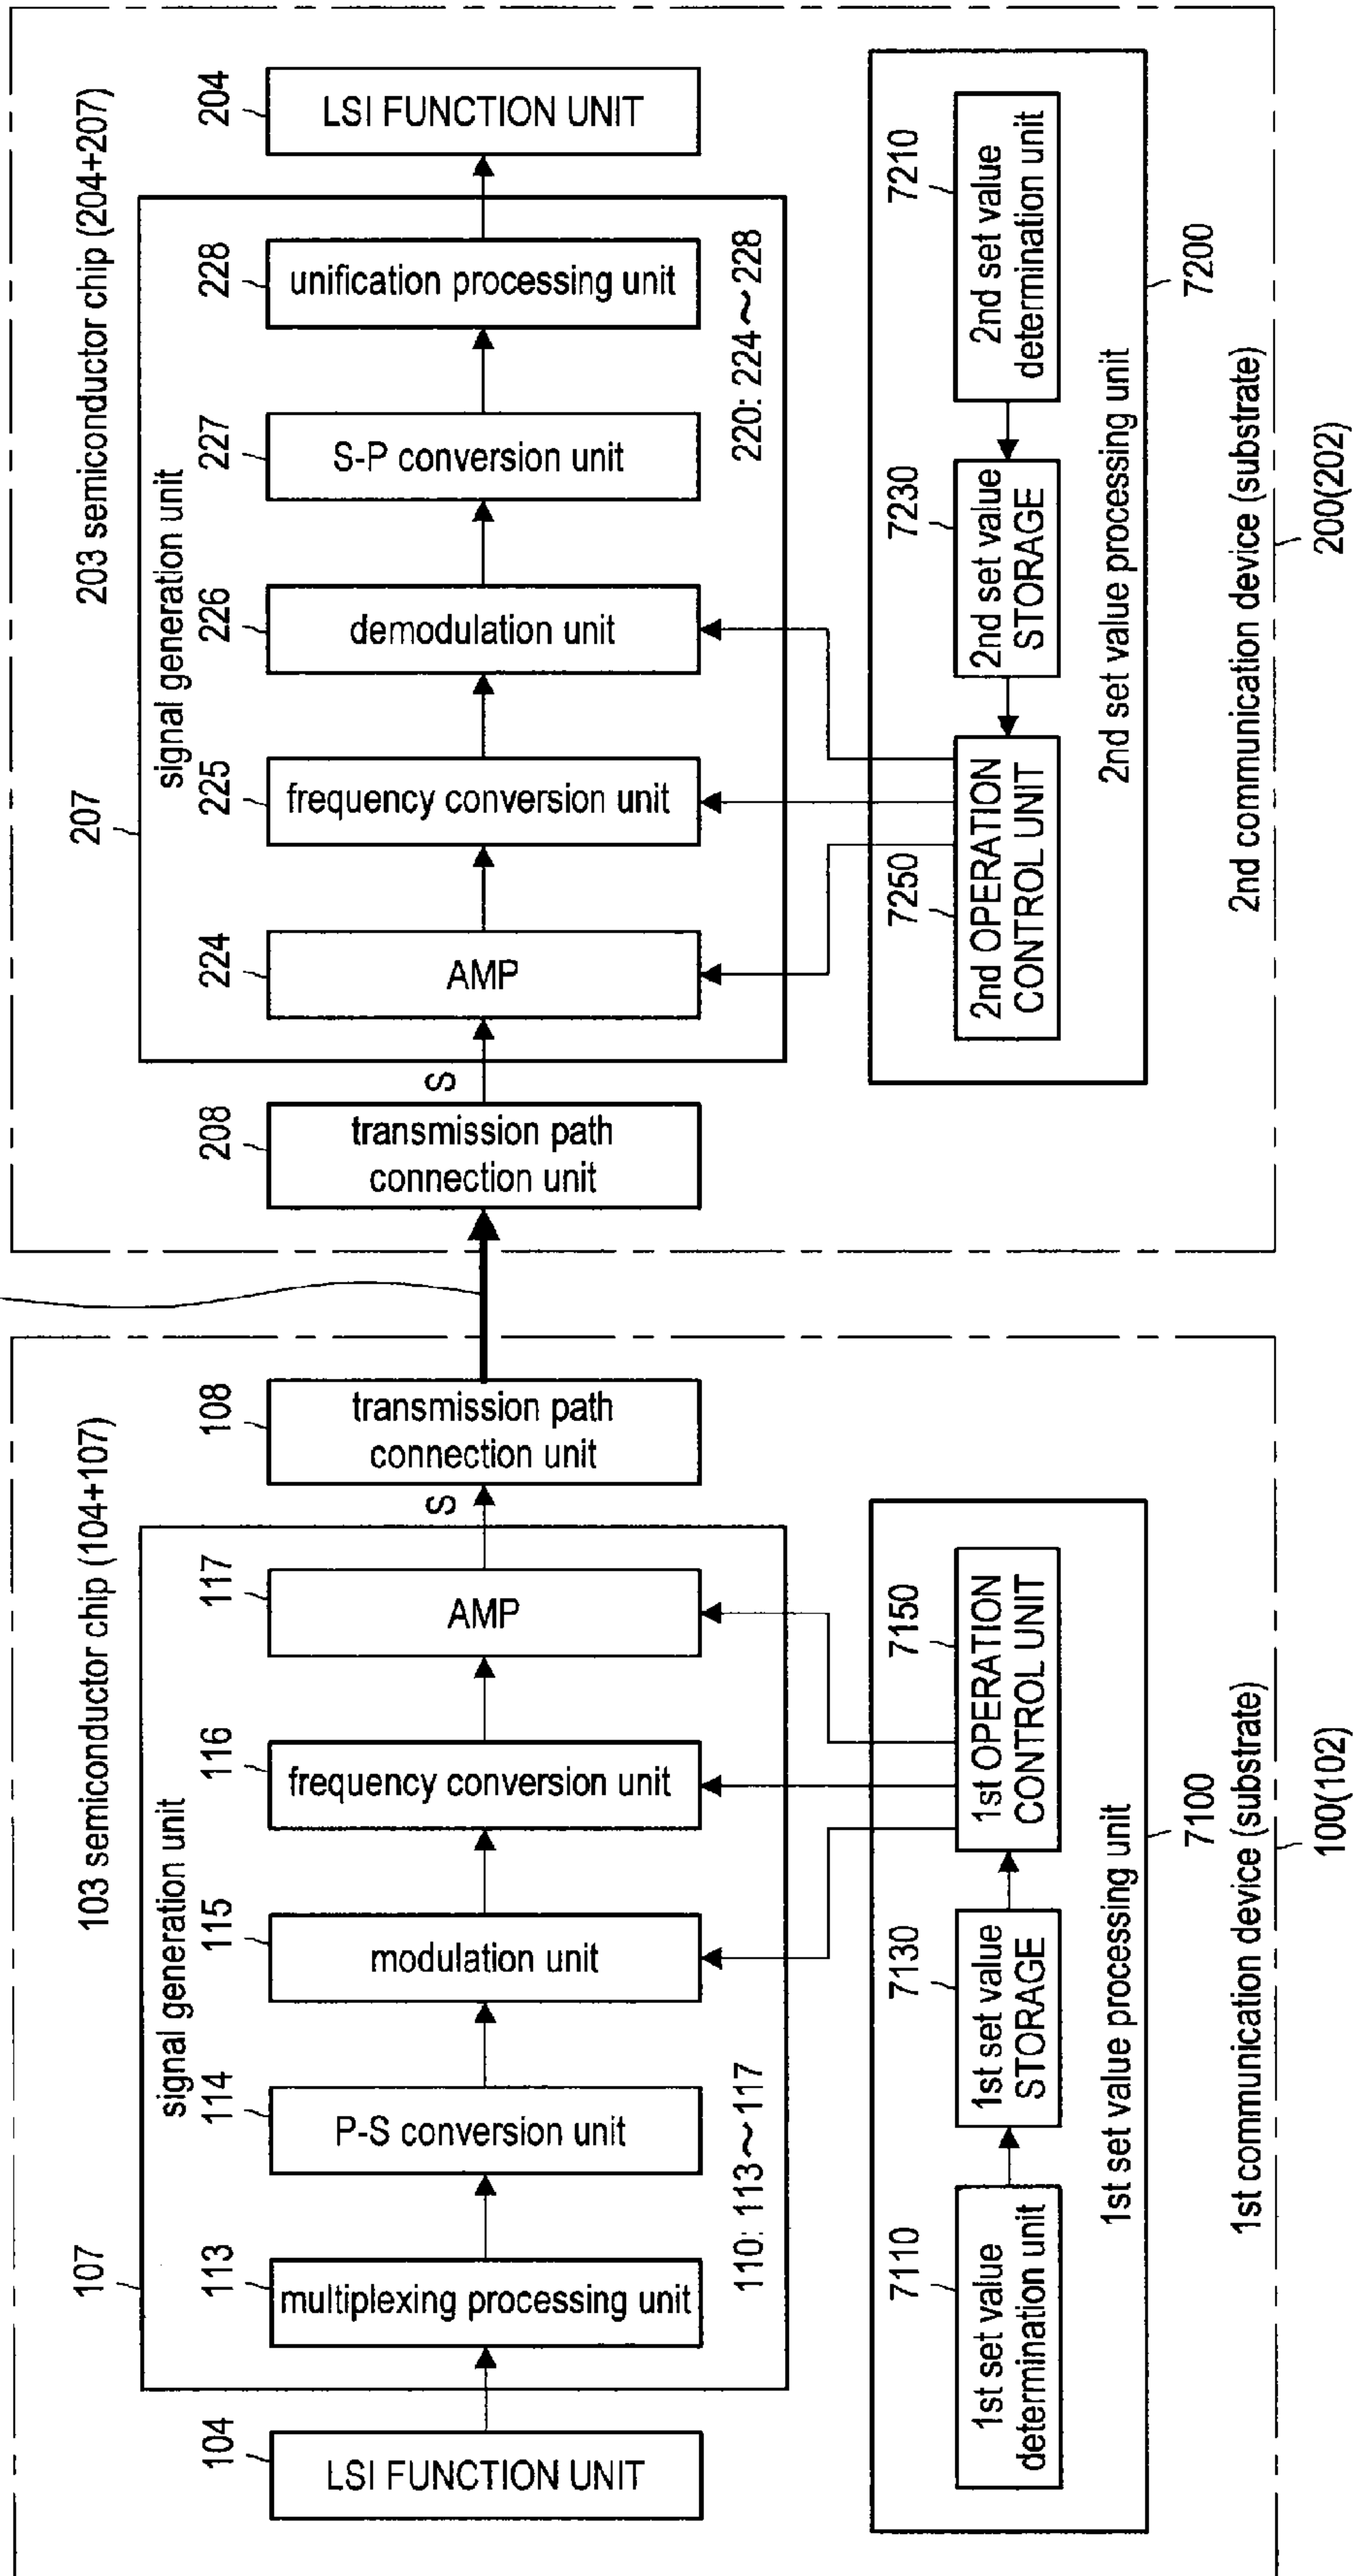 103 semiconductor chip (104+107)
107
signal generation unit
104
LSI FUNCTION UNIT
113
multiplexing processing unit
114
P-S conversion unit
115
modulation unit
116
frequency conversion unit
117
AMP
S
108
transmission path
connection unit
110: 113~117
7110
1st set value
determination unit
7130
1st set value
STORAGE
7150
1st OPERATION
CONTROL UNIT
1st set value processing unit
7100
1st communication device (substrate)
100(102)
203 semiconductor chip (204+207)
207
signal generation unit
208
transmission path
connection unit
S
224
AMP
225
frequency conversion unit
226
demodulation unit
227
S-P conversion unit
228
unification processing unit
204
LSI FUNCTION UNIT
220: 224~228
7250
2nd OPERATION
CONTROL UNIT
7230
2nd set value
STORAGE
7210
2nd set value
determination unit
2nd set value processing unit
7200
2nd communication device (substrate)
200(202)